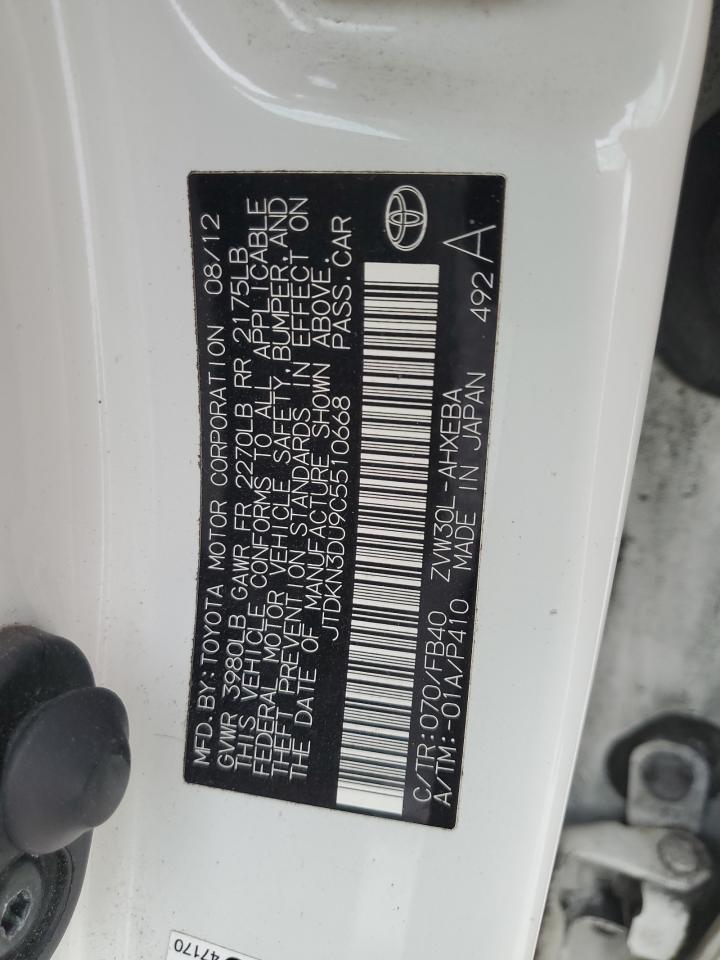 MFD. BY: TOYOTA MOTOR CORPORATION 08/12
GVWR 3980LB GAWR FR 2270LB RR 2175LB
THIS VEHICLE CONFORMS TO ALL APPLICABLE
FEDERAL MOTOR VEHICLE SAFETY, BUMPER, AND
THEFT PREVENTION STANDARDS IN EFFECT ON
THE DATE OF MANUFACTURE SHOWN ABOVE.
JTDKN3DU9C5510668 PASS. CAR
C/TR: 070/FB40 ZVW30L-AHXEBA
A/TM: -01A/P410 MADE IN JAPAN 492 A
47170